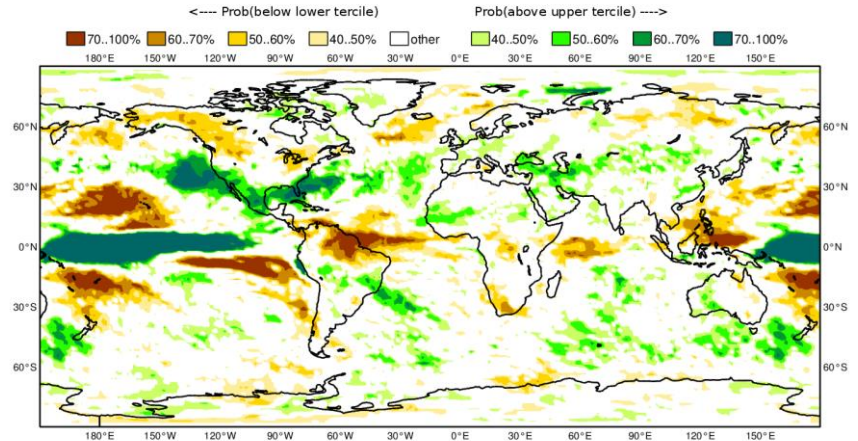 <---- Prob(below lower tercile) Prob(above upper tercile) ---->
70..100% 60..70% 50..60% 40..50% other 40..50% 50..60% 60..70% 70..100%
180°E 150°W 120°W 90°W 60°W 30°W 0°E 30°E 60°E 90°E 120°E 150°E
60°N 60°N
30°N 30°N
0°N 0°N
30°S 30°S
60°S 60°S
180°E 150°W 120°W 90°W 60°W 30°W 0°E 30°E 60°E 90°E 120°E 150°E